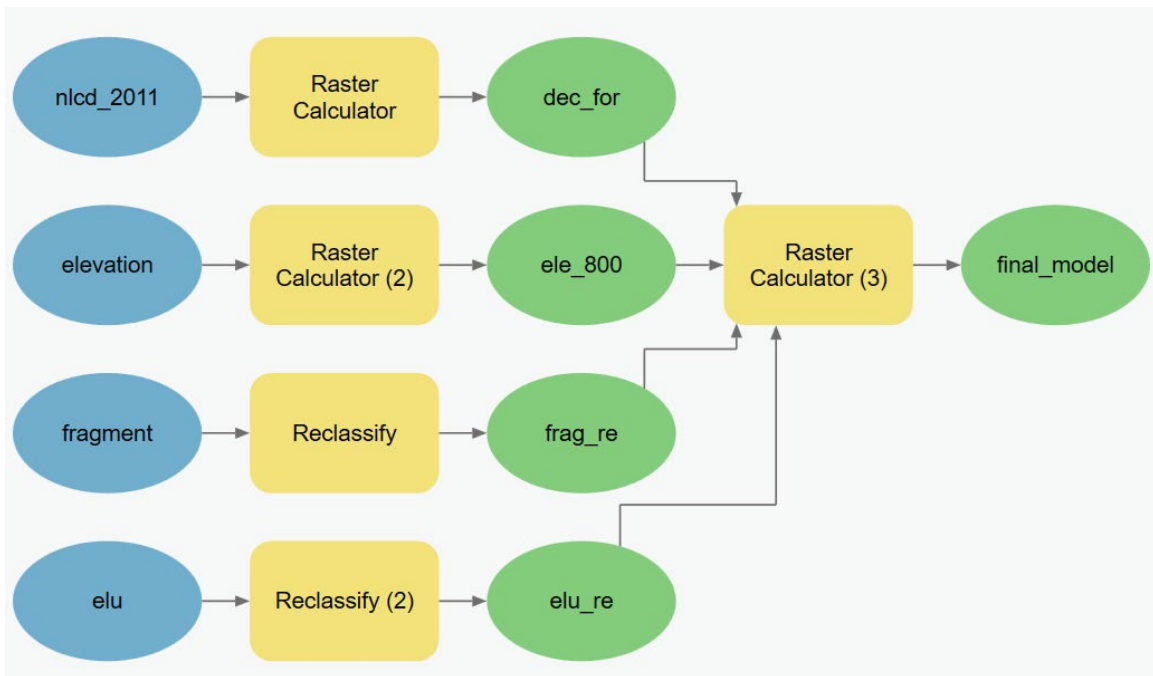 nlcd_2011
Raster
Calculator
dec_for
elevation
Raster
Calculator (2)
ele_800
Raster
Calculator (3)
final_model
fragment
Reclassify
frag_re
elu
Reclassify (2)
elu_re